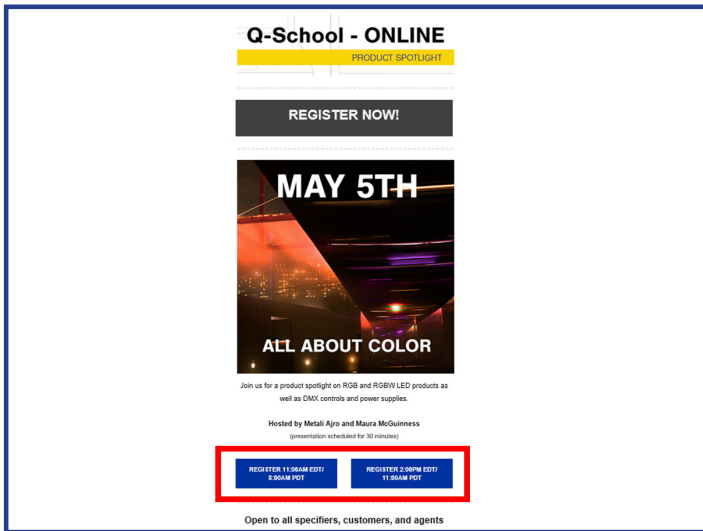 Q-School - ONLINE
PRODUCT SPOTLIGHT
REGISTER NOW!
MAY 5TH
ALL ABOUT COLOR
Join us for a product spotlight on RGB and RGBW LED products as
well as DMX controls and power supplies.
Hosted by Metali Ajro and Maura McGuinness
(presentation scheduled for 30 minutes)
REGISTER 11:00AM EDT/
8:00AM PDT
REGISTER 2:00PM EDT/
11:00AM PDT
Open to all specifiers, customers, and agents